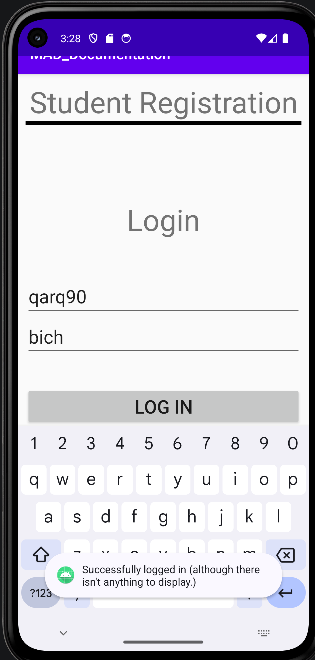 3:28
MAD_Documentation
Student Registration
Login
qarq90
bich
LOG IN
1 2 3 4 5 6 7 8 9 0
q w e r t y u i o p
a s d f g h j k l
z x c v b n m
Successfully logged in (although there
isn't anything to display.)
?123 , .